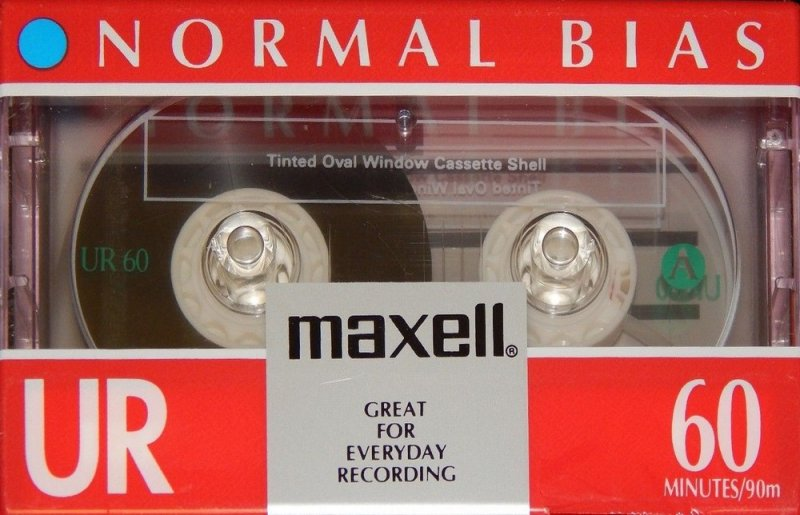 NORMAL BIAS
Tinted Oval Window Cassette Shell
UR 60
A
maxell®
GREAT
FOR
EVERYDAY
RECORDING
UR
60
MINUTES/90m